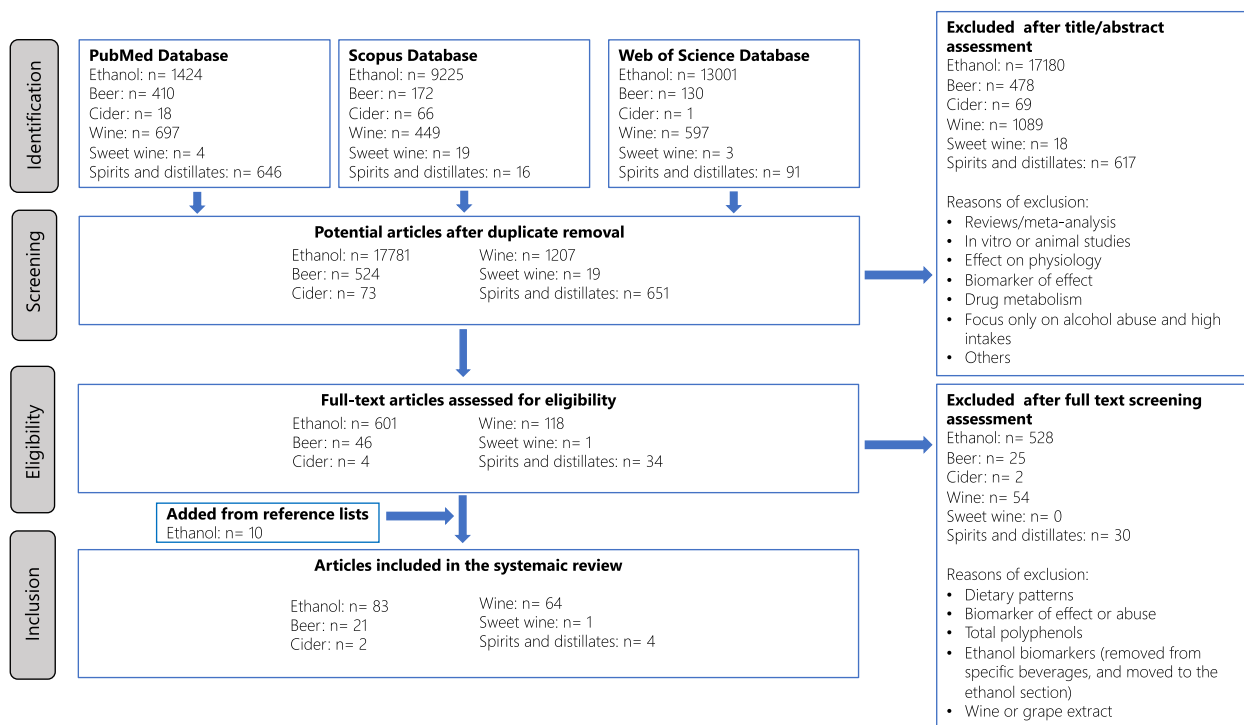 Identification
PubMed Database
Ethanol: n= 1424
Beer: n= 410
Cider: n= 18
Wine: n= 697
Sweet wine: n= 4
Spirits and distillates: n= 646
Scopus Database
Ethanol: n= 9225
Beer: n= 172
Cider: n= 66
Wine: n= 449
Sweet wine: n= 19
Spirits and distillates: n= 16
Web of Science Database
Ethanol: n= 13001
Beer: n= 130
Cider: n= 1
Wine: n= 597
Sweet wine: n= 3
Spirits and distillates: n= 91
Excluded after title/abstract
assessment
Ethanol: n= 17180
Beer: n= 478
Cider: n= 69
Wine: n= 1089
Sweet wine: n= 18
Spirits and distillates: n= 617
Reasons of exclusion:
• Reviews/meta-analysis
• In vitro or animal studies
• Effect on physiology
• Biomarker of effect
• Drug metabolism
• Focus only on alcohol abuse and high
intakes
• Others
Screening
Potential articles after duplicate removal
Ethanol: n= 17781
Beer: n= 524
Cider: n= 73
Wine: n= 1207
Sweet wine: n= 19
Spirits and distillates: n= 651
Eligibility
Full-text articles assessed for eligibility
Ethanol: n= 601
Beer: n= 46
Cider: n= 4
Wine: n= 118
Sweet wine: n= 1
Spirits and distillates: n= 34
Excluded after full text screening
assessment
Ethanol: n= 528
Beer: n= 25
Cider: n= 2
Wine: n= 54
Sweet wine: n= 0
Spirits and distillates: n= 30
Reasons of exclusion:
• Dietary patterns
• Biomarker of effect or abuse
• Total polyphenols
• Ethanol biomarkers (removed from
specific beverages, and moved to the
ethanol section)
• Wine or grape extract
Added from reference lists
Ethanol: n= 10
Inclusion
Articles included in the systemaic review
Ethanol: n= 83
Beer: n= 21
Cider: n= 2
Wine: n= 64
Sweet wine: n= 1
Spirits and distillates: n= 4